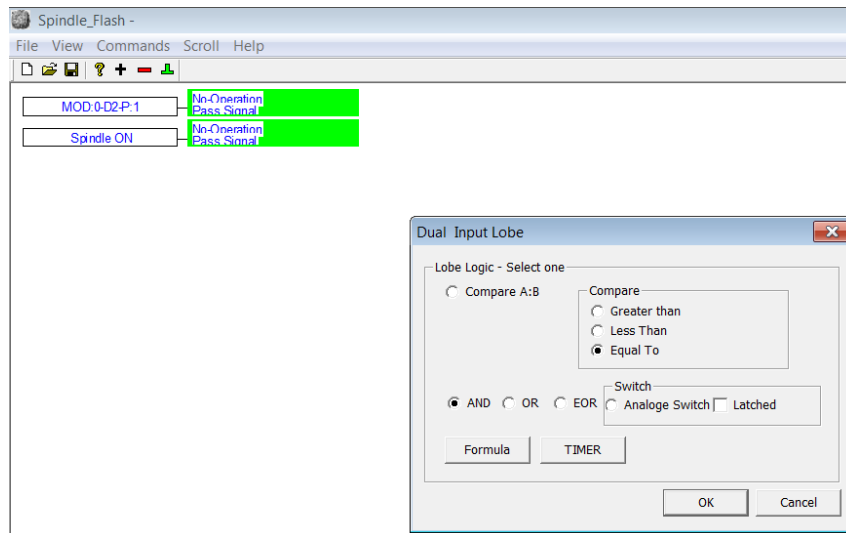 Spindle_Flash -
File View Commands Scroll Help
MOD:0-D2-P:1
No-Operation
Pass Signal
Spindle ON
No-Operation
Pass Signal
Dual Input Lobe
Lobe Logic - Select one
Compare A:B
Compare
Greater than
Less Than
Equal To
AND OR EOR
Switch
Analoge Switch Latched
Formula TIMER
OK Cancel